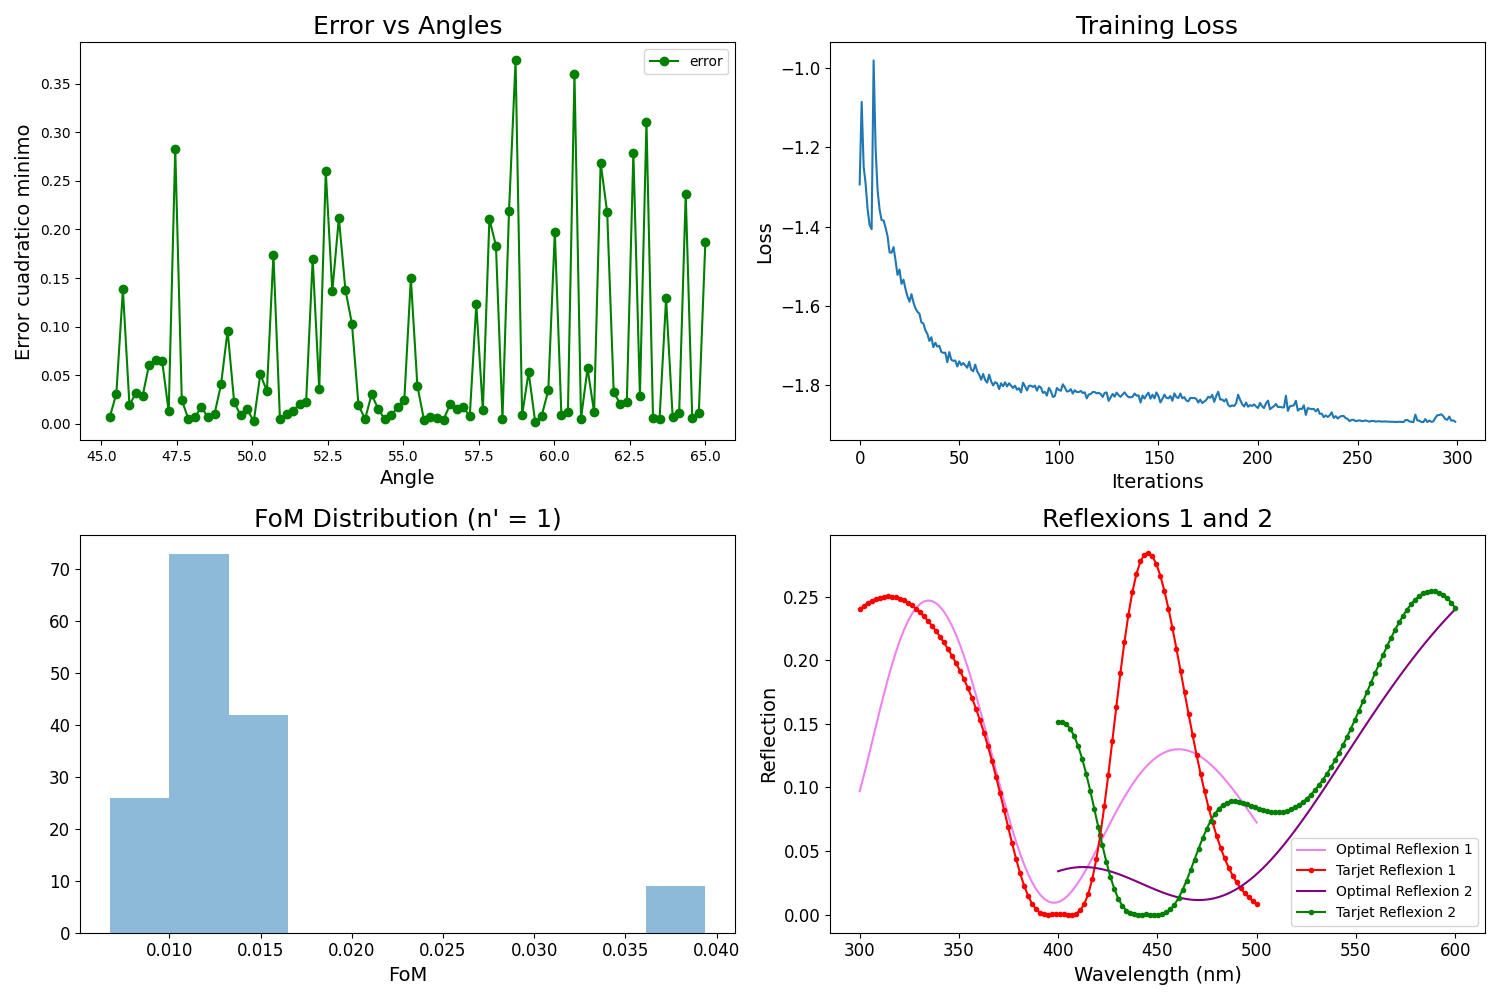 Error vs Angles
error
Error cuadratico minimo
0.35
0.30
0.25
0.20
0.15
0.10
0.05
0.00
45.0 47.5 50.0 52.5 55.0 57.5 60.0 62.5 65.0
Angle
Training Loss
Loss
−1.0
−1.2
−1.4
−1.6
−1.8
0 50 100 150 200 250 300
Iterations
FoM Distribution (n' = 1)
70
60
50
40
30
20
10
0
0.010 0.015 0.020 0.025 0.030 0.035 0.040
FoM
Reflexions 1 and 2
Reflection
0.25
0.20
0.15
0.10
0.05
0.00
Optimal Reflexion 1
Tarjet Reflexion 1
Optimal Reflexion 2
Tarjet Reflexion 2
300 350 400 450 500 550 600
Wavelength (nm)